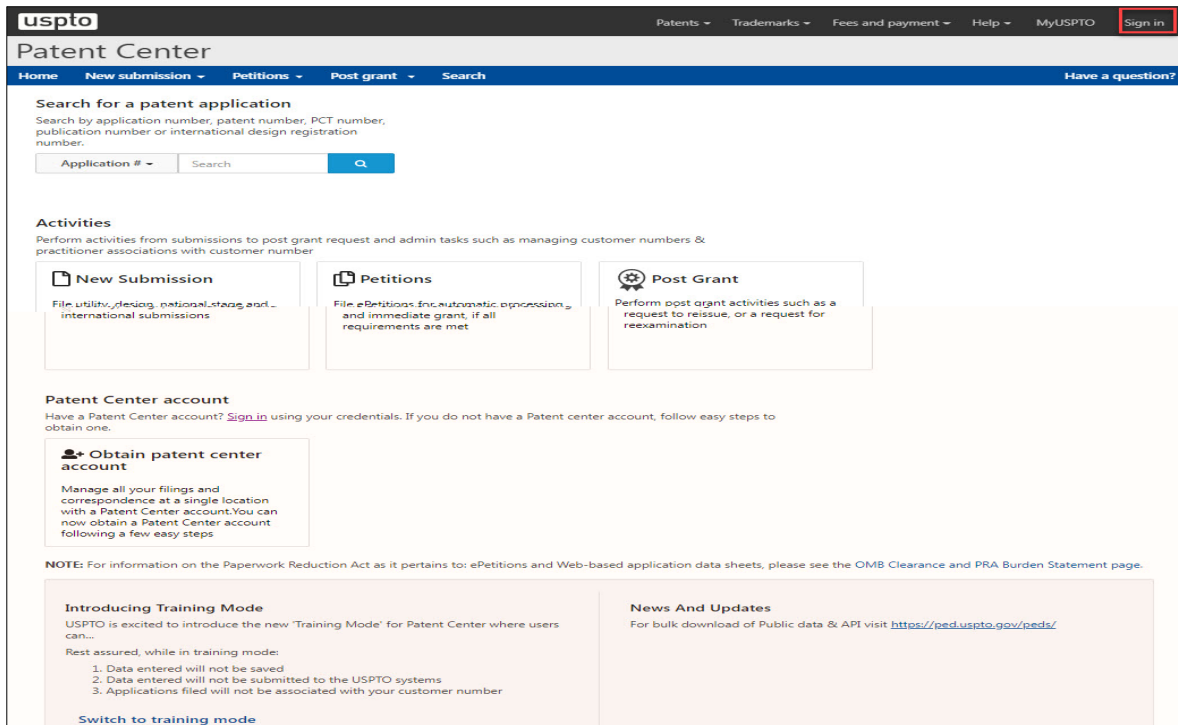 uspto
Patents Trademarks Fees and payment Help MyUSPTO Sign in
Patent Center
Home New submission Petitions Post grant Search Have a question?
Search for a patent application
Search by application number, patent number, PCT number,
publication number or international design registration
number.
Application # Search
Activities
Perform activities from submissions to post grant request and admin tasks such as managing customer numbers &
practitioner associations with customer number
New Submission
File utility, design, national stage and
international submissions
Petitions
File ePetitions for automatic processing
and immediate grant, if all
requirements are met
Post Grant
Perform post grant activities such as a
request to reissue, or a request for
reexamination
Patent Center account
Have a Patent Center account? Sign in using your credentials. If you do not have a Patent center account, follow easy steps to
obtain one.
Obtain patent center
account
Manage all your filings and
correspondence at a single location
with a Patent Center account.You can
now obtain a Patent Center account
following a few easy steps
NOTE: For information on the Paperwork Reduction Act as it pertains to: ePetitions and Web-based application data sheets, please see the OMB Clearance and PRA Burden Statement page.
Introducing Training Mode
USPTO is excited to introduce the new 'Training Mode' for Patent Center where users
can...
Rest assured, while in training mode:
1. Data entered will not be saved
2. Data entered will not be submitted to the USPTO systems
3. Applications filed will not be associated with your customer number
Switch to training mode
News And Updates
For bulk download of Public data & API visit https://ped.uspto.gov/peds/